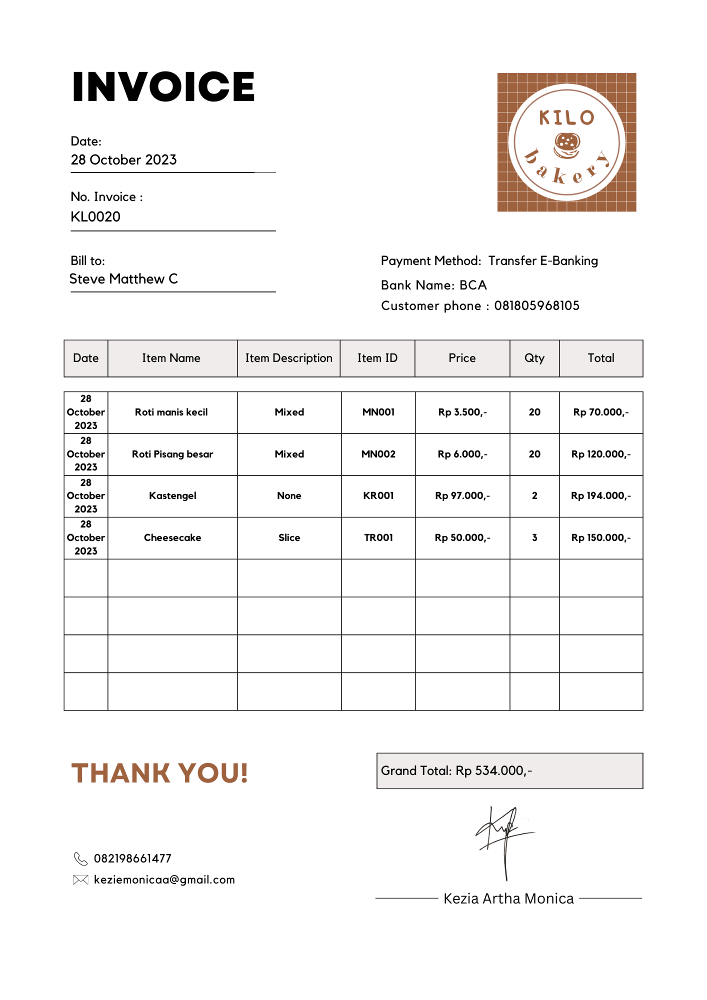 INVOICE
KILO
bakery
Date:
28 October 2023
No. Invoice :
KL0020
Bill to:
Steve Matthew C
Payment Method: Transfer E-Banking
Bank Name: BCA
Customer phone : 081805968105
Date Item Name Item Description Item ID Price Qty Total
28
October Roti manis kecil Mixed MN001 Rp 3.500,- 20 Rp 70.000,-
2023
28
October Roti Pisang besar Mixed MN002 Rp 6.000,- 20 Rp 120.000,-
2023
28
October Kastengel None KR001 Rp 97.000,- 2 Rp 194.000,-
2023
28
October Cheesecake Slice TR001 Rp 50.000,- 3 Rp 150.000,-
2023
THANK YOU!
Grand Total: Rp 534.000,-
082198661477
keziemonicaa@gmail.com
Kezia Artha Monica